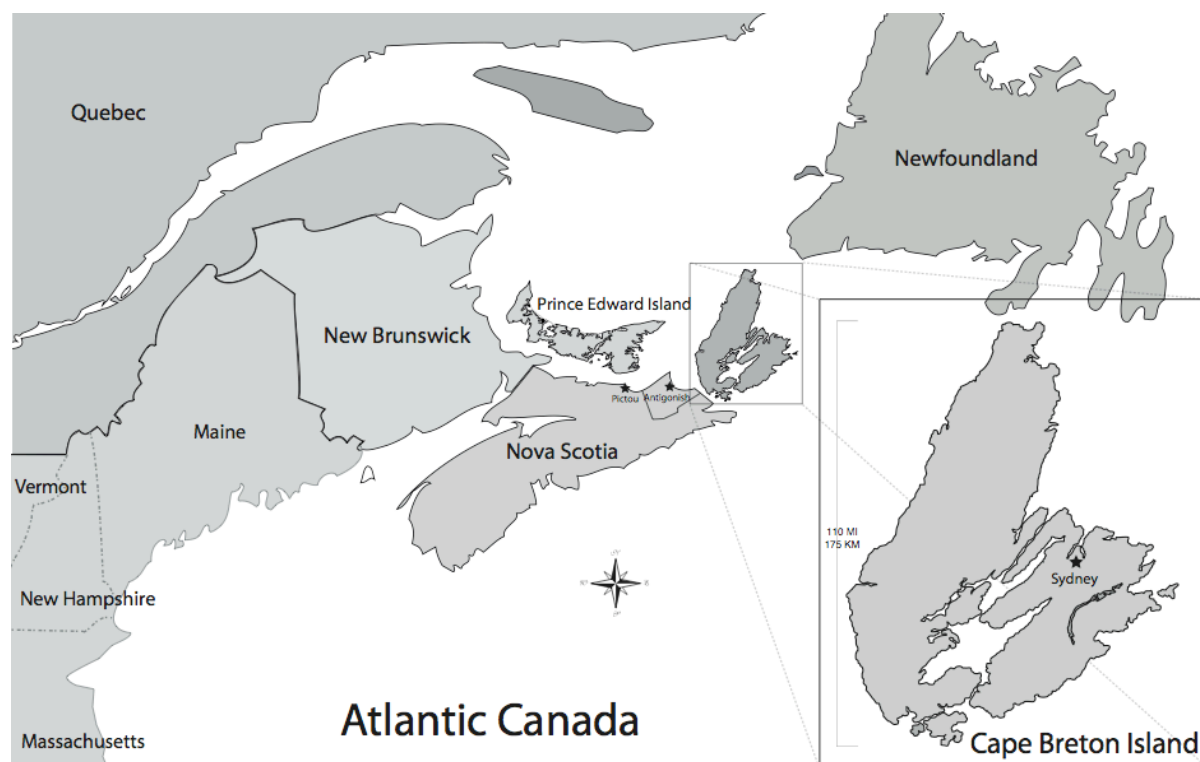 Quebec
Newfoundland
Prince Edward Island
New Brunswick
Pictou
Antigonish
Maine
Nova Scotia
Vermont
110 MI
175 KM
Sydney
New Hampshire
Atlantic Canada
Massachusetts
Cape Breton Island